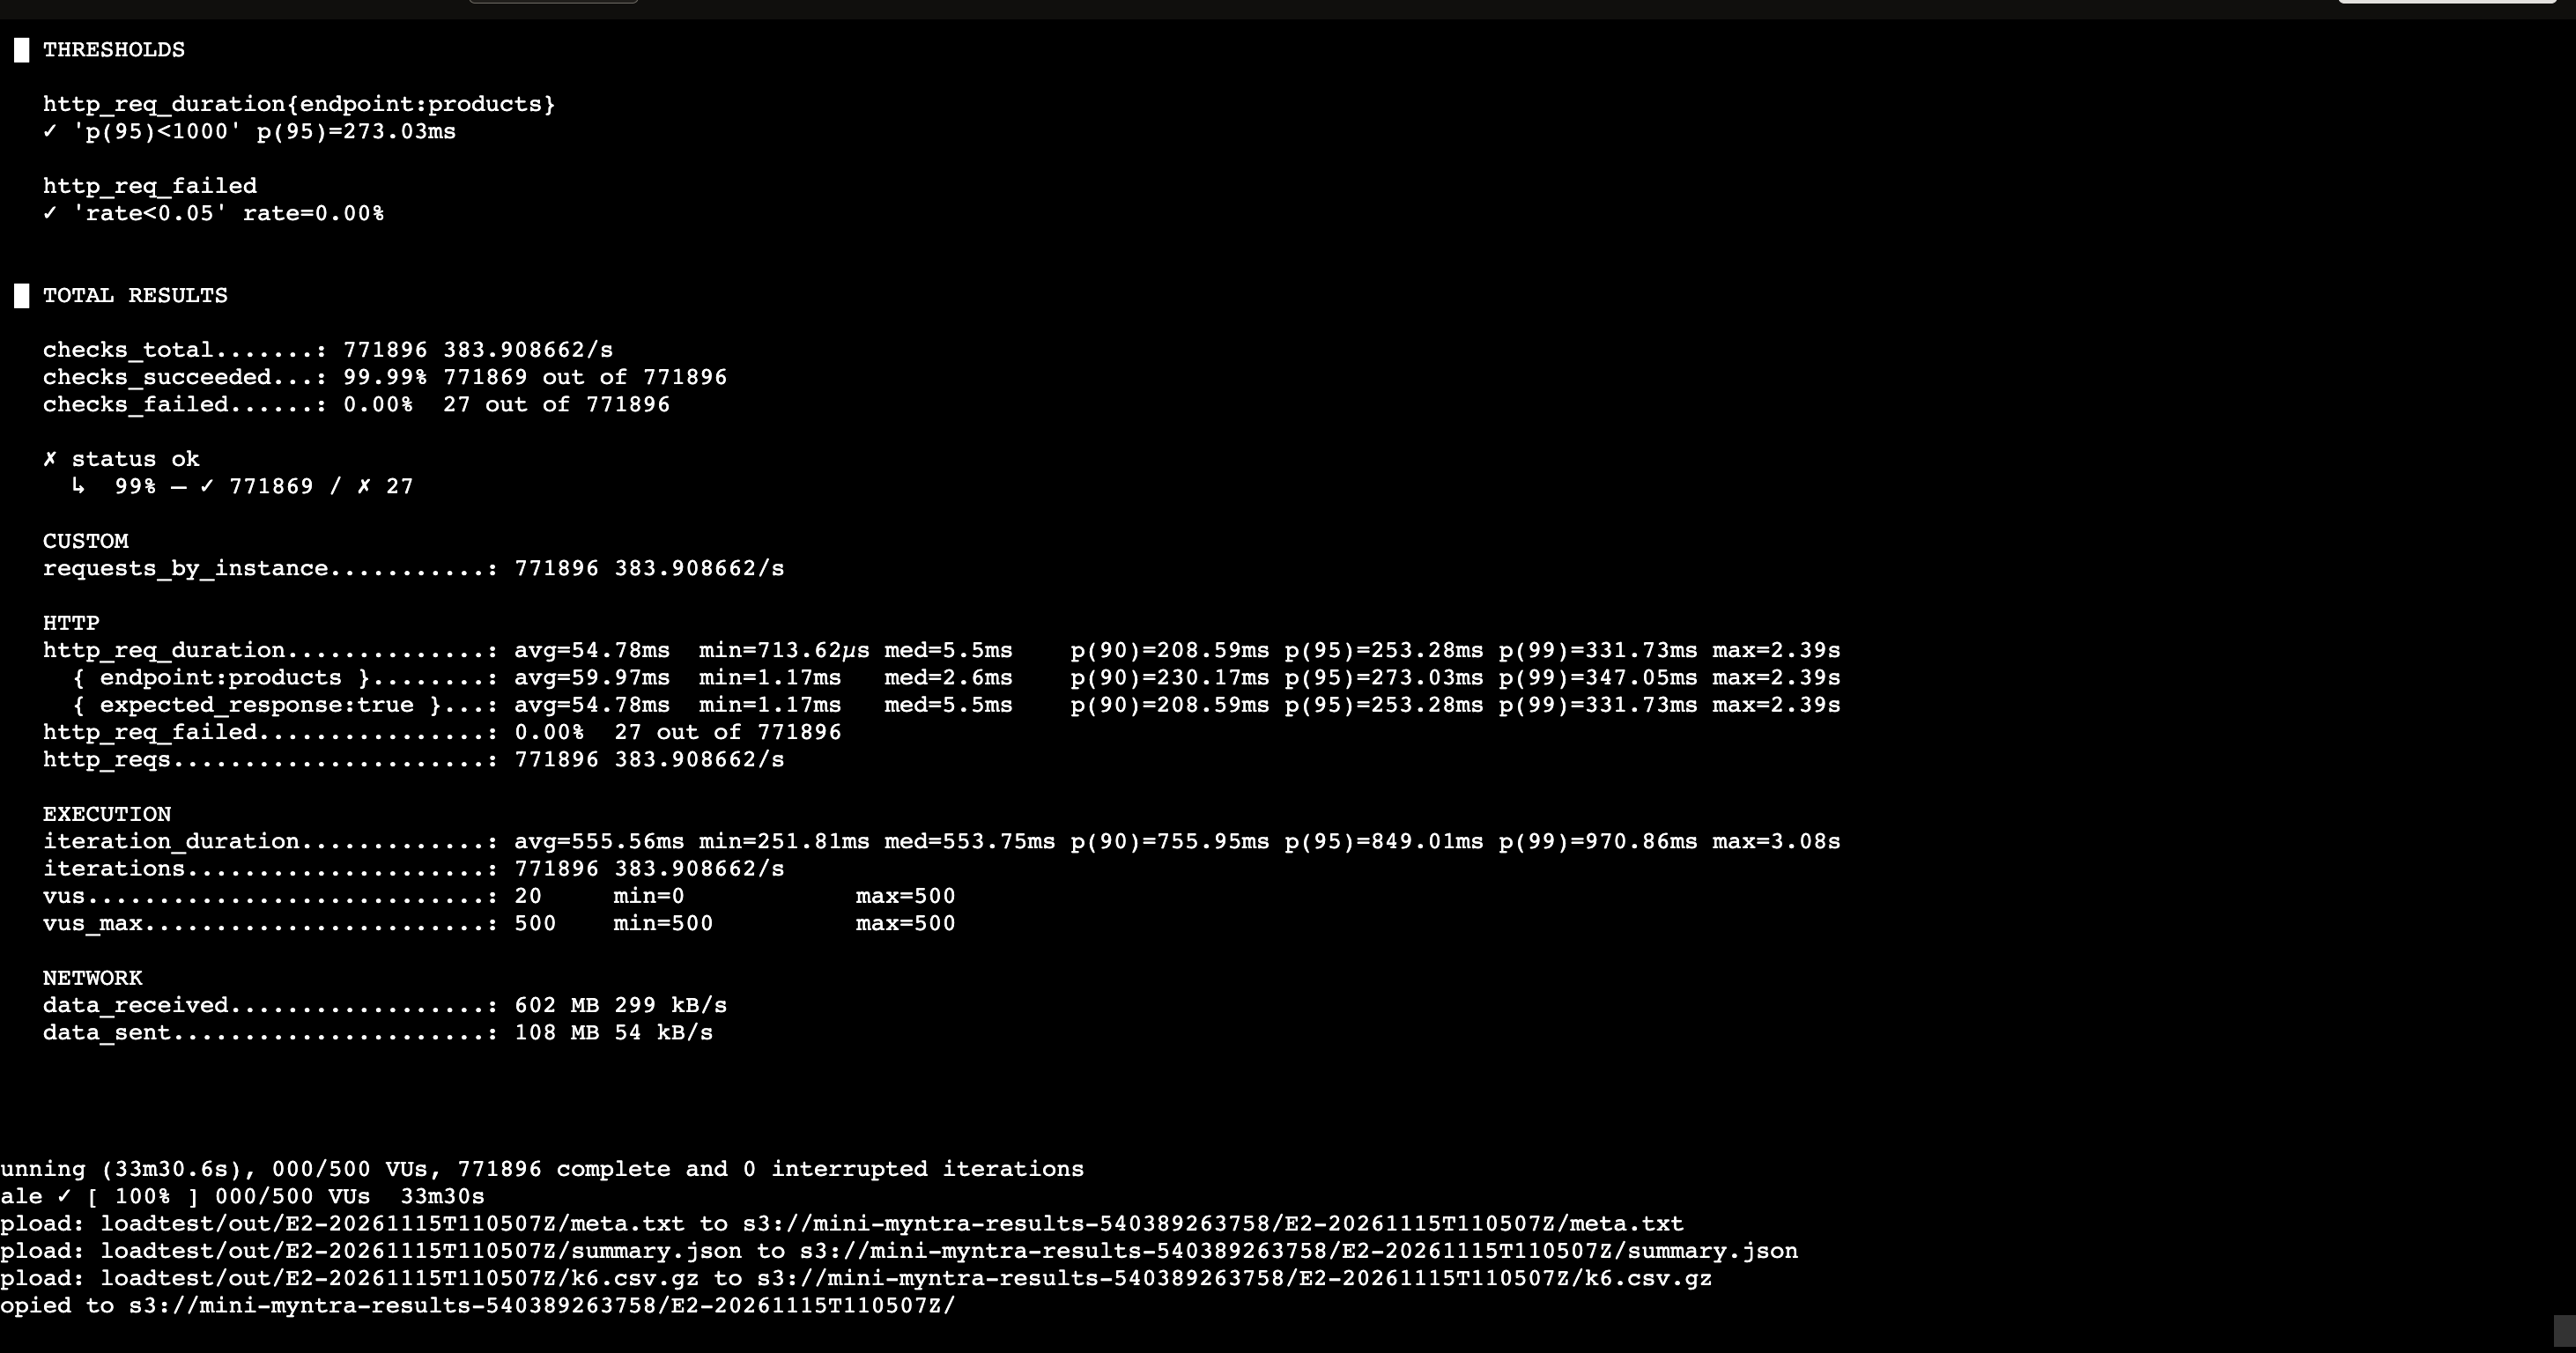 THRESHOLDS
http_req_duration{endpoint:products}
✓ 'p(95)<1000' p(95)=273.03ms
http_req_failed
✓ 'rate<0.05' rate=0.00%
TOTAL RESULTS
checks_total.......: 771896 383.908662/s
checks_succeeded...: 99.99% 771869 out of 771896
checks_failed......: 0.00%  27 out of 771896
✗ status ok
↳  99% — ✓ 771869 / ✗ 27
CUSTOM
requests_by_instance...........: 771896 383.908662/s
HTTP
http_req_duration..............: avg=54.78ms  min=713.62µs med=5.5ms    p(90)=208.59ms p(95)=253.28ms p(99)=331.73ms max=2.39s
{ endpoint:products }........: avg=59.97ms  min=1.17ms   med=2.6ms    p(90)=230.17ms p(95)=273.03ms p(99)=347.05ms max=2.39s
{ expected_response:true }...: avg=54.78ms  min=1.17ms   med=5.5ms    p(90)=208.59ms p(95)=253.28ms p(99)=331.73ms max=2.39s
http_req_failed................: 0.00%  27 out of 771896
http_reqs......................: 771896 383.908662/s
EXECUTION
iteration_duration.............: avg=555.56ms min=251.81ms med=553.75ms p(90)=755.95ms p(95)=849.01ms p(99)=970.86ms max=3.08s
iterations.....................: 771896 383.908662/s
vus............................: 20     min=0            max=500
vus_max........................: 500    min=500          max=500
NETWORK
data_received..................: 602 MB 299 kB/s
data_sent......................: 108 MB 54 kB/s
unning (33m30.6s), 000/500 VUs, 771896 complete and 0 interrupted iterations
ale ✓ [ 100% ] 000/500 VUs  33m30s
pload: loadtest/out/E2-20261115T110507Z/meta.txt to s3://mini-myntra-results-540389263758/E2-20261115T110507Z/meta.txt
pload: loadtest/out/E2-20261115T110507Z/summary.json to s3://mini-myntra-results-540389263758/E2-20261115T110507Z/summary.json
pload: loadtest/out/E2-20261115T110507Z/k6.csv.gz to s3://mini-myntra-results-540389263758/E2-20261115T110507Z/k6.csv.gz
opied to s3://mini-myntra-results-540389263758/E2-20261115T110507Z/